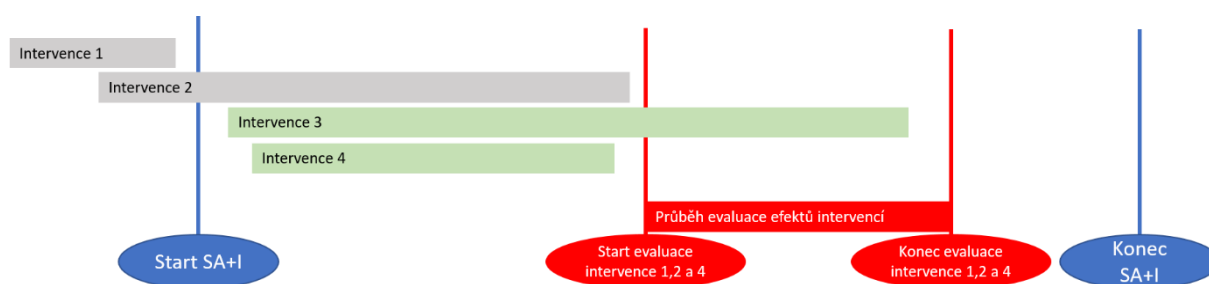 Intervence 1
Intervence 2
Intervence 3
Intervence 4
Průběh evaluace efektů intervencí
Start SA+I
Start evaluace
intervence 1,2 a 4
Konec evaluace
intervence 1,2 a 4
Konec
SA+I